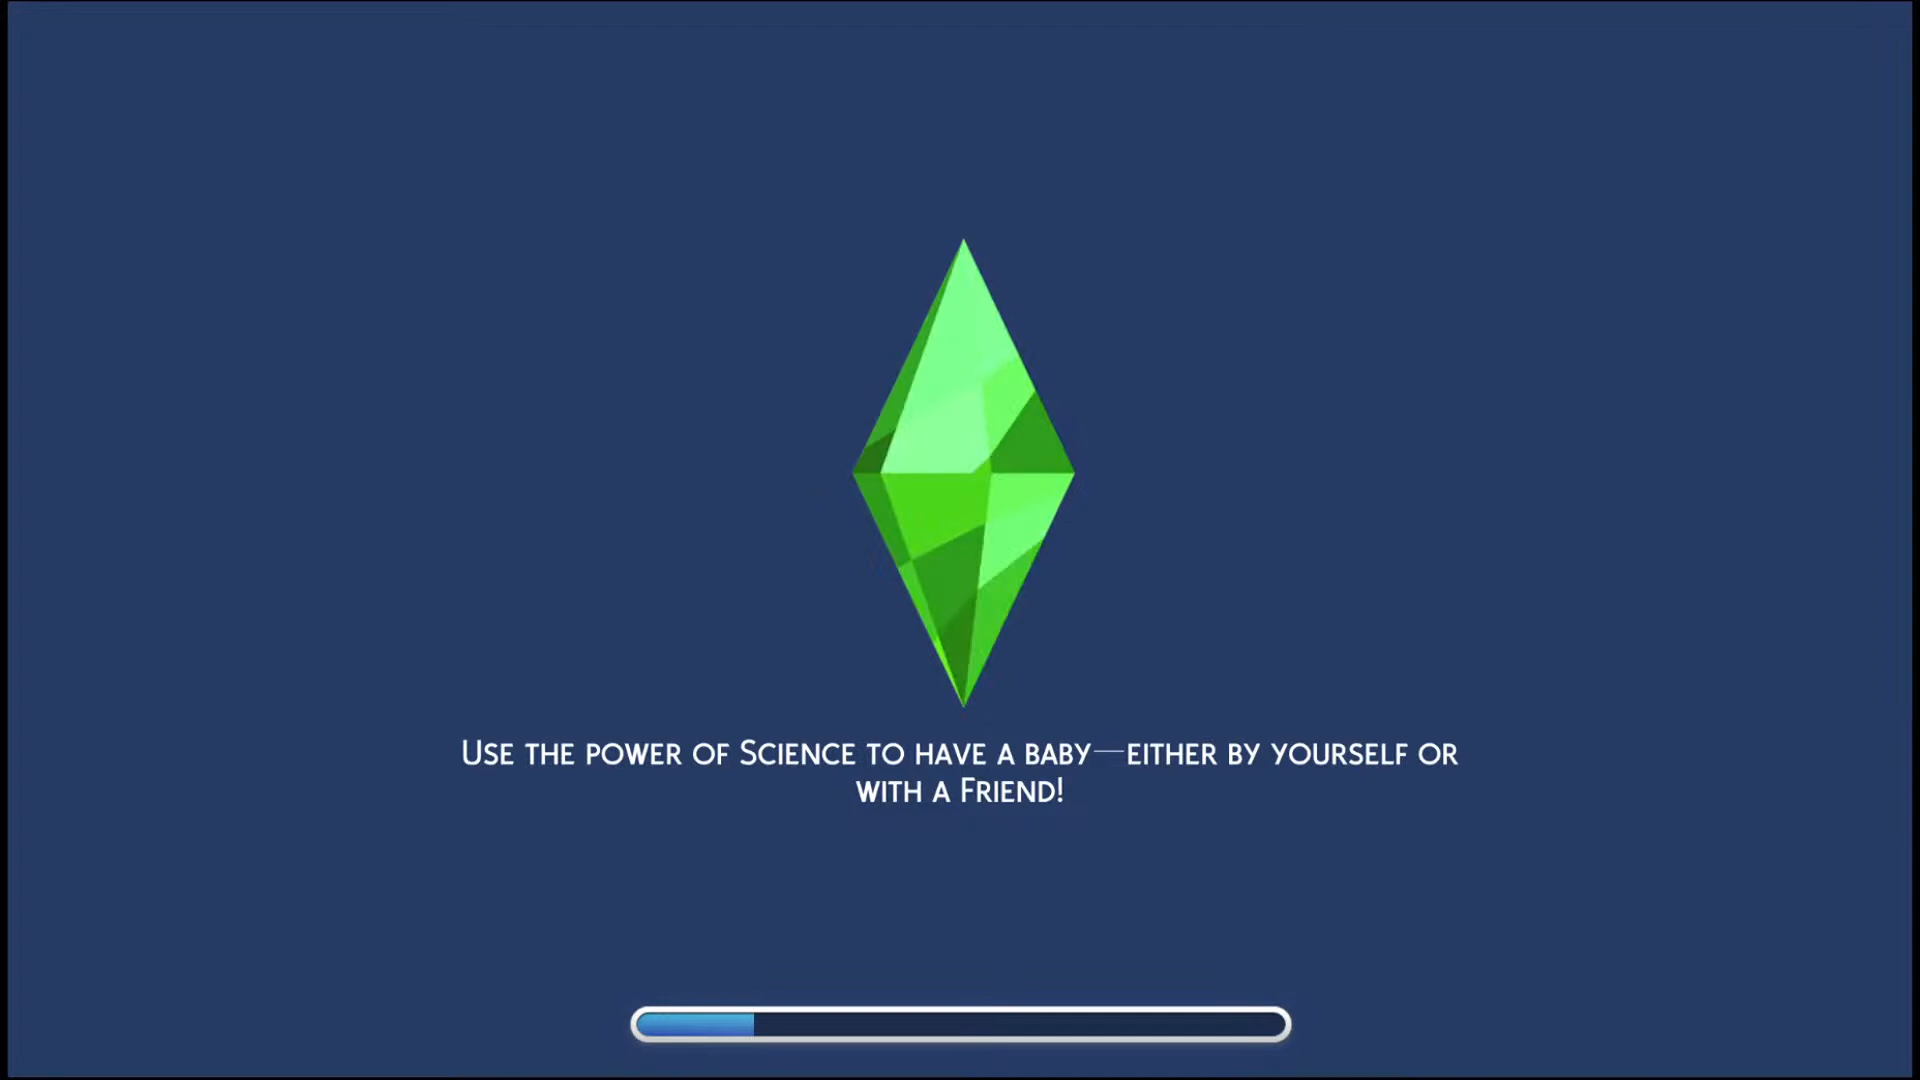 Use the power of Science to have a baby—either by yourself or
with a Friend!